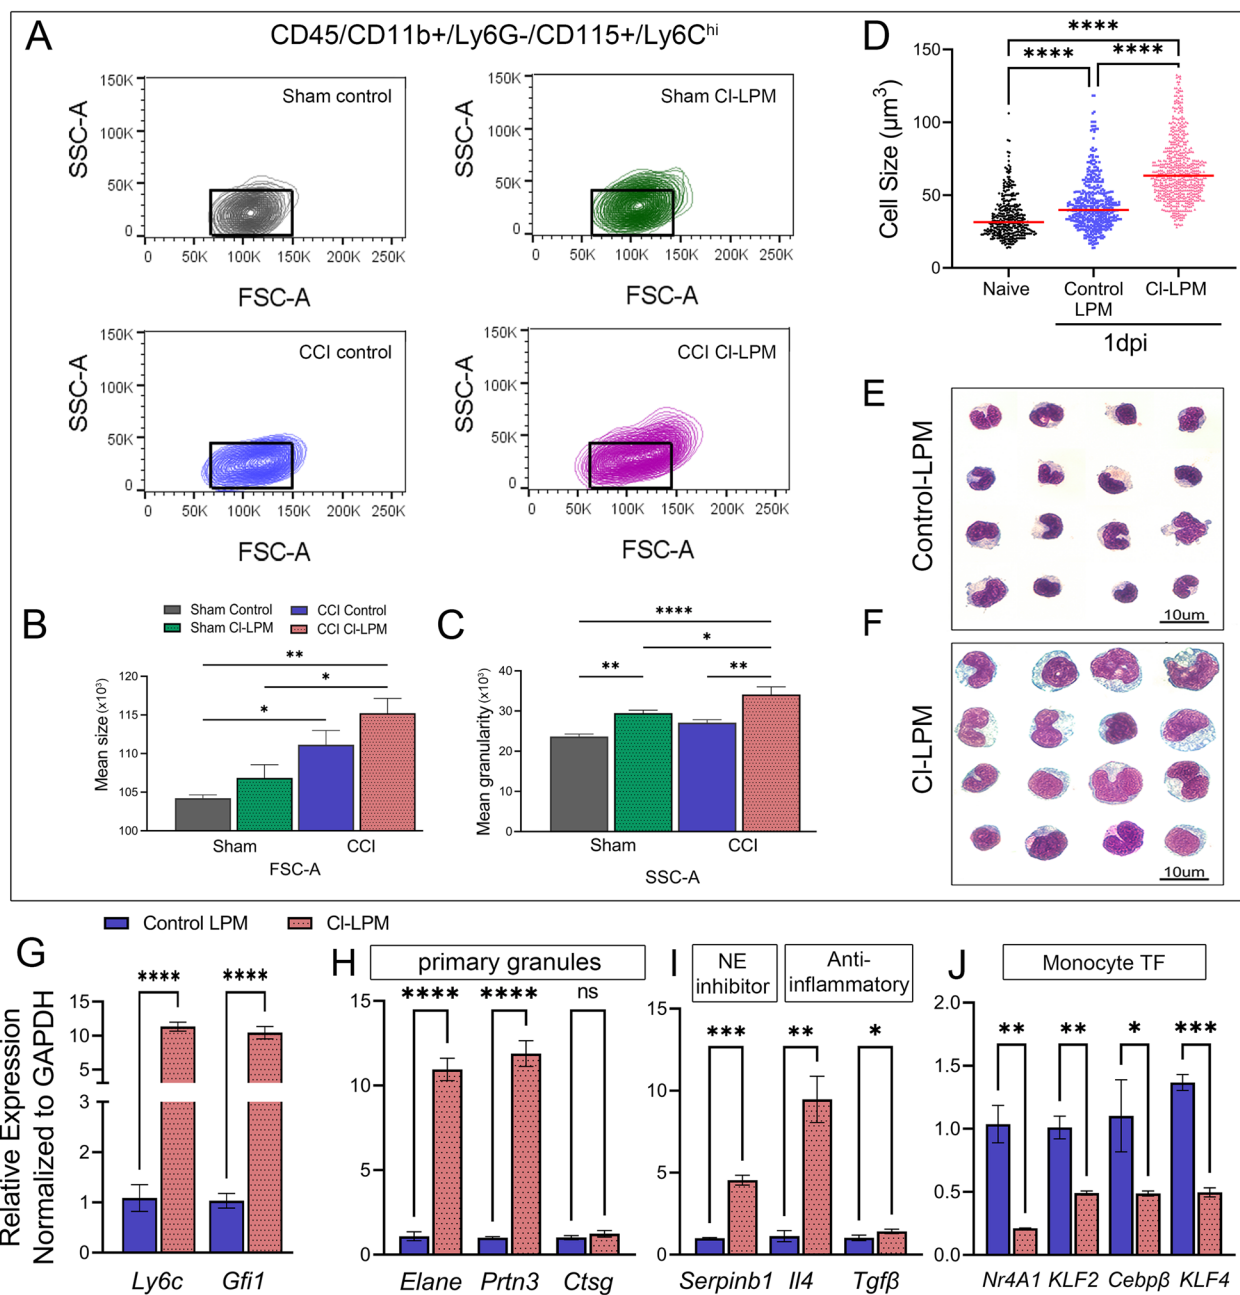 A
CD45/CD11b+/Ly6G-/CD115+/Ly6Chi
SSC-A
150K
100K
50K
0
Sham control
0 50K 100K 150K 200K 250K
FSC-A
SSC-A
150K
100K
50K
0
Sham Cl-LPM
0 50K 100K 150K 200K 250K
FSC-A
SSC-A
150K
100K
50K
0
CCI control
0 50K 100K 150K 200K 250K
FSC-A
SSC-A
150K
100K
50K
0
CCI Cl-LPM
0 50K 100K 150K 200K 250K
FSC-A
B
Sham Control
CCI Control
Sham Cl-LPM
CCI Cl-LPM
Mean size (x10³)
120
115
110
105
100
**
*
*
Sham CCI
FSC-A
C
Mean granularity (x10³)
40
30
20
10
0
****
*
** **
Sham CCI
SSC-A
D
Cell Size (µm³)
150
100
50
0
****
**** ****
Naive
Control
LPM
Cl-LPM
1dpi
E
Control-LPM
10um
F
Cl-LPM
10um
Control LPM
Cl-LPM
G
Relative Expression
Normalized to GAPDH
15
10
5
3
2
1
0
**** ****
Ly6c Gfi1
H
primary granules
15
10
5
0
**** **** ns
Elane Prtn3 Ctsg
I
NE
inhibitor
Anti-
inflammatory
15
10
5
0
*** ** *
Serpinb1 Il4 Tgfβ
J
Monocyte TF
2.0
1.5
1.0
0.5
0.0
** ** * ***
Nr4A1 KLF2 Cebpβ KLF4